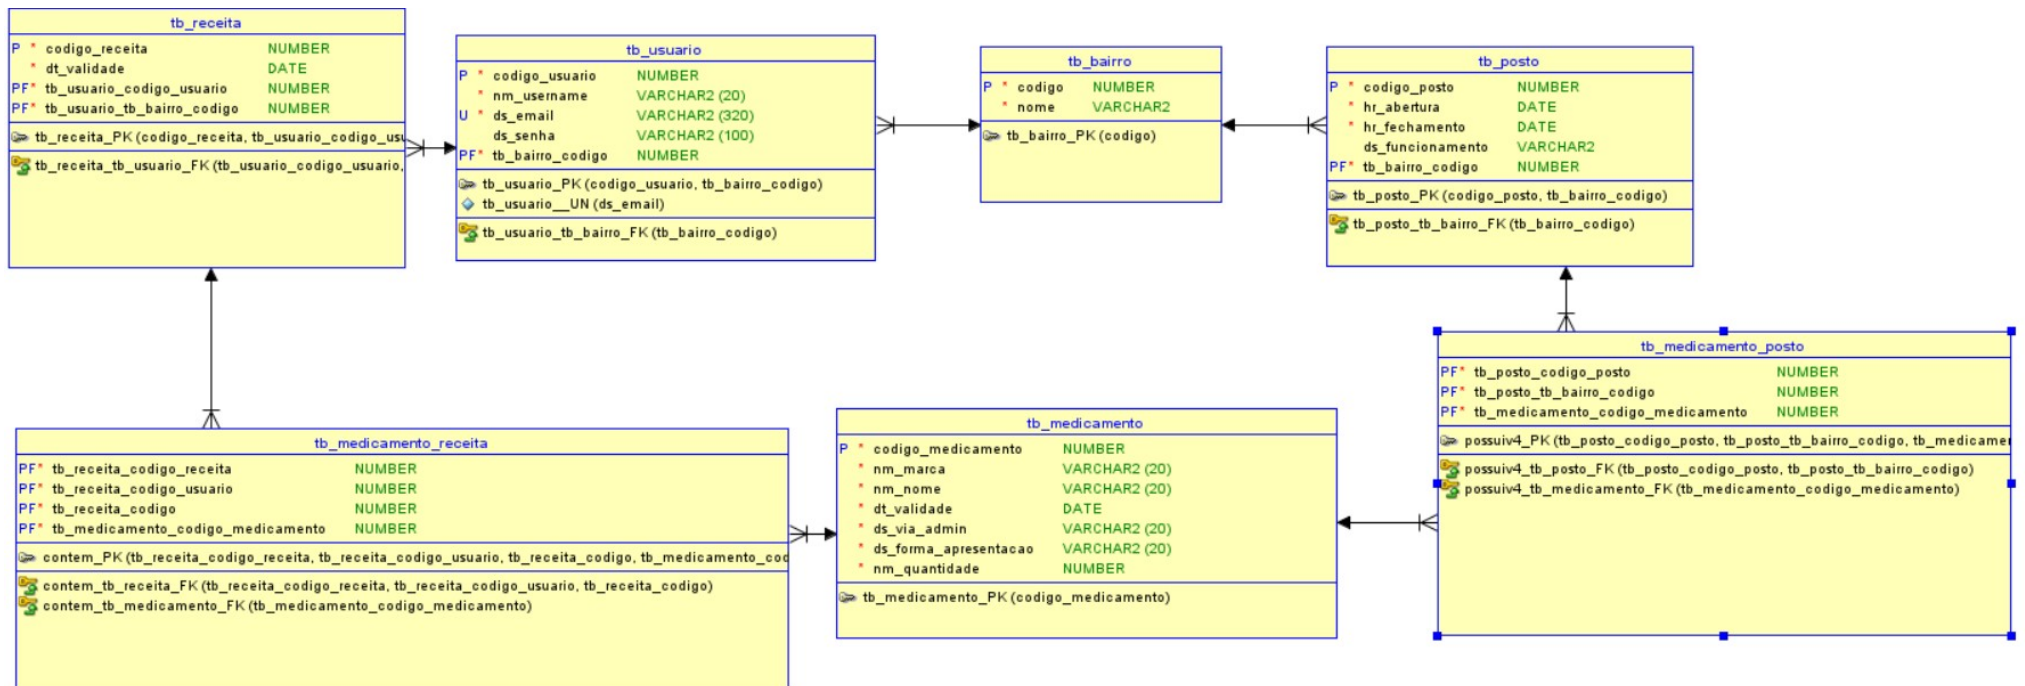 tb_receita
P * codigo_receita NUMBER
* dt_validade DATE
PF* tb_usuario_codigo_usuario NUMBER
PF* tb_usuario_tb_bairro_codigo NUMBER
tb_receita_PK (codigo_receita, tb_usuario_codigo_usu
tb_receita_tb_usuario_FK (tb_usuario_codigo_usuario,
tb_usuario
P * codigo_usuario NUMBER
* nm_username VARCHAR2 (20)
U * ds_email VARCHAR2 (320)
ds_senha VARCHAR2 (100)
PF* tb_bairro_codigo NUMBER
tb_usuario_PK (codigo_usuario, tb_bairro_codigo)
tb_usuario__UN (ds_email)
tb_usuario_tb_bairro_FK (tb_bairro_codigo)
tb_bairro
P * codigo NUMBER
* nome VARCHAR2
tb_bairro_PK (codigo)
tb_posto
P * codigo_posto NUMBER
* hr_abertura DATE
* hr_fechamento DATE
ds_funcionamento VARCHAR2
PF* tb_bairro_codigo NUMBER
tb_posto_PK (codigo_posto, tb_bairro_codigo)
tb_posto_tb_bairro_FK (tb_bairro_codigo)
tb_medicamento_receita
PF* tb_receita_codigo_receita NUMBER
PF* tb_receita_codigo_usuario NUMBER
PF* tb_receita_codigo NUMBER
PF* tb_medicamento_codigo_medicamento NUMBER
contem_PK (tb_receita_codigo_receita, tb_receita_codigo_usuario, tb_receita_codigo, tb_medicamento_cod
contem_tb_receita_FK (tb_receita_codigo_receita, tb_receita_codigo_usuario, tb_receita_codigo)
contem_tb_medicamento_FK (tb_medicamento_codigo_medicamento)
tb_medicamento
P * codigo_medicamento NUMBER
* nm_marca VARCHAR2 (20)
* nm_nome VARCHAR2 (20)
* dt_validade DATE
* ds_via_admin VARCHAR2 (20)
* ds_forma_apresentacao VARCHAR2 (20)
* nm_quantidade NUMBER
tb_medicamento_PK (codigo_medicamento)
tb_medicamento_posto
PF* tb_posto_codigo_posto NUMBER
PF* tb_posto_tb_bairro_codigo NUMBER
PF* tb_medicamento_codigo_medicamento NUMBER
possuiv4_PK (tb_posto_codigo_posto, tb_posto_tb_bairro_codigo, tb_medicamer
possuiv4_tb_posto_FK (tb_posto_codigo_posto, tb_posto_tb_bairro_codigo)
possuiv4_tb_medicamento_FK (tb_medicamento_codigo_medicamento)